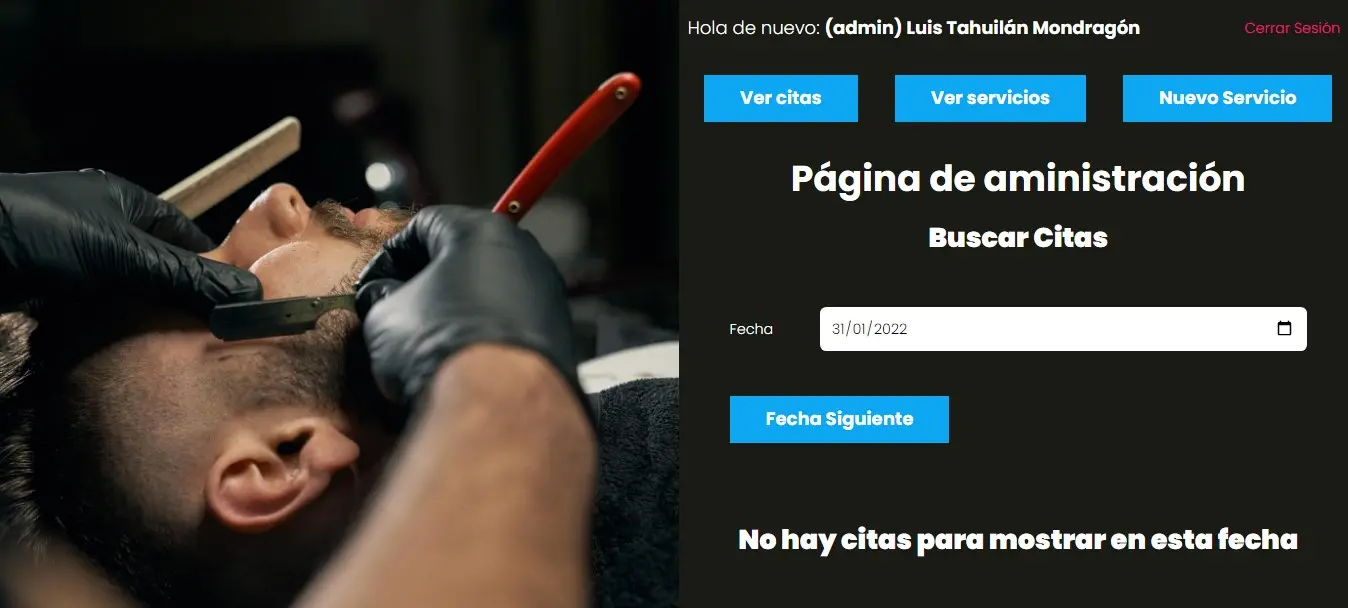 Hola de nuevo: (admin) Luis Tahuilán Mondragón
Cerrar Sesión
Ver citas
Ver servicios
Nuevo Servicio
Página de aministración
Buscar Citas
Fecha
31/01/2022
Fecha Siguiente
No hay citas para mostrar en esta fecha